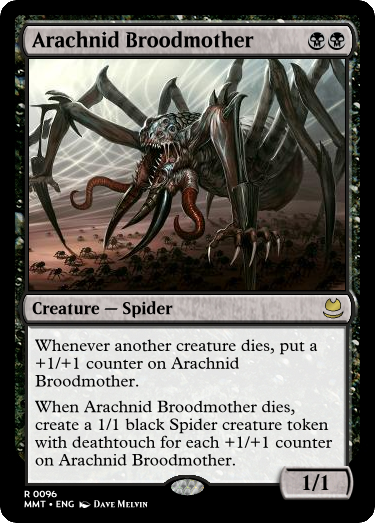 Arachnid Broodmother
Creature — Spider
Whenever another creature dies, put a
+1/+1 counter on Arachnid
Broodmother.
When Arachnid Broodmother dies,
create a 1/1 black Spider creature token
with deathtouch for each +1/+1 counter
on Arachnid Broodmother.
1/1
R 0096
MMT • ENG Dave Melvin